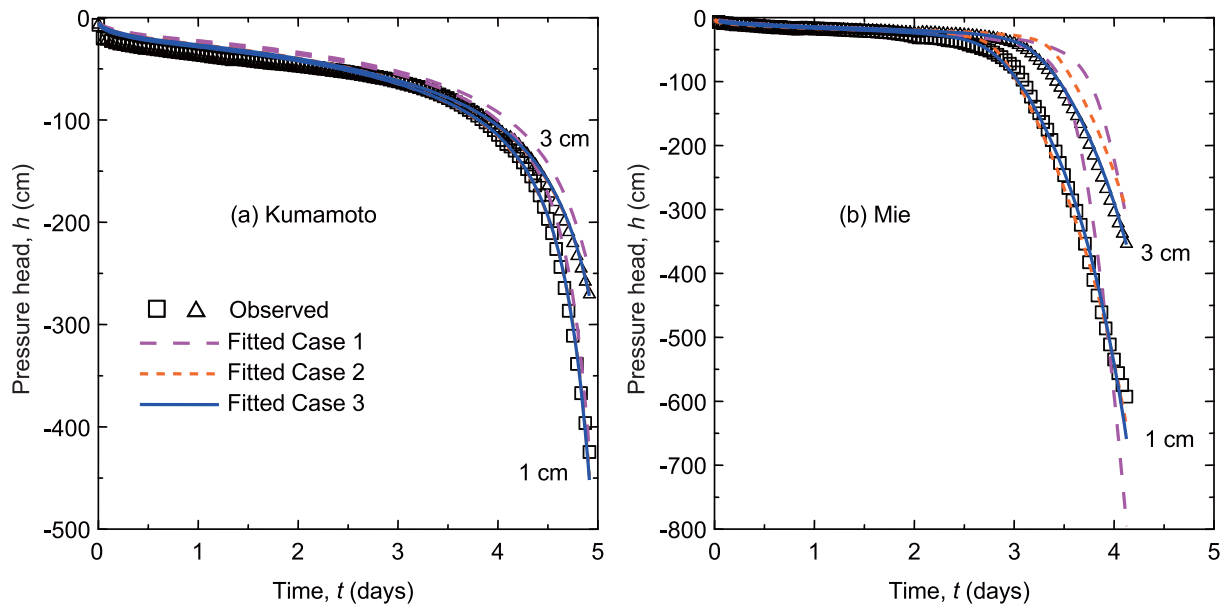 0
-100
-200
-300
-400
-500
Pressure head, h (cm)
3 cm
(a) Kumamoto
Observed
Fitted Case 1
Fitted Case 2
Fitted Case 3
1 cm
0 1 2 3 4 5
Time, t (days)
0
-100
-200
-300
-400
-500
-600
-700
-800
Pressure head, h (cm)
(b) Mie
3 cm
1 cm
0 1 2 3 4 5
Time, t (days)